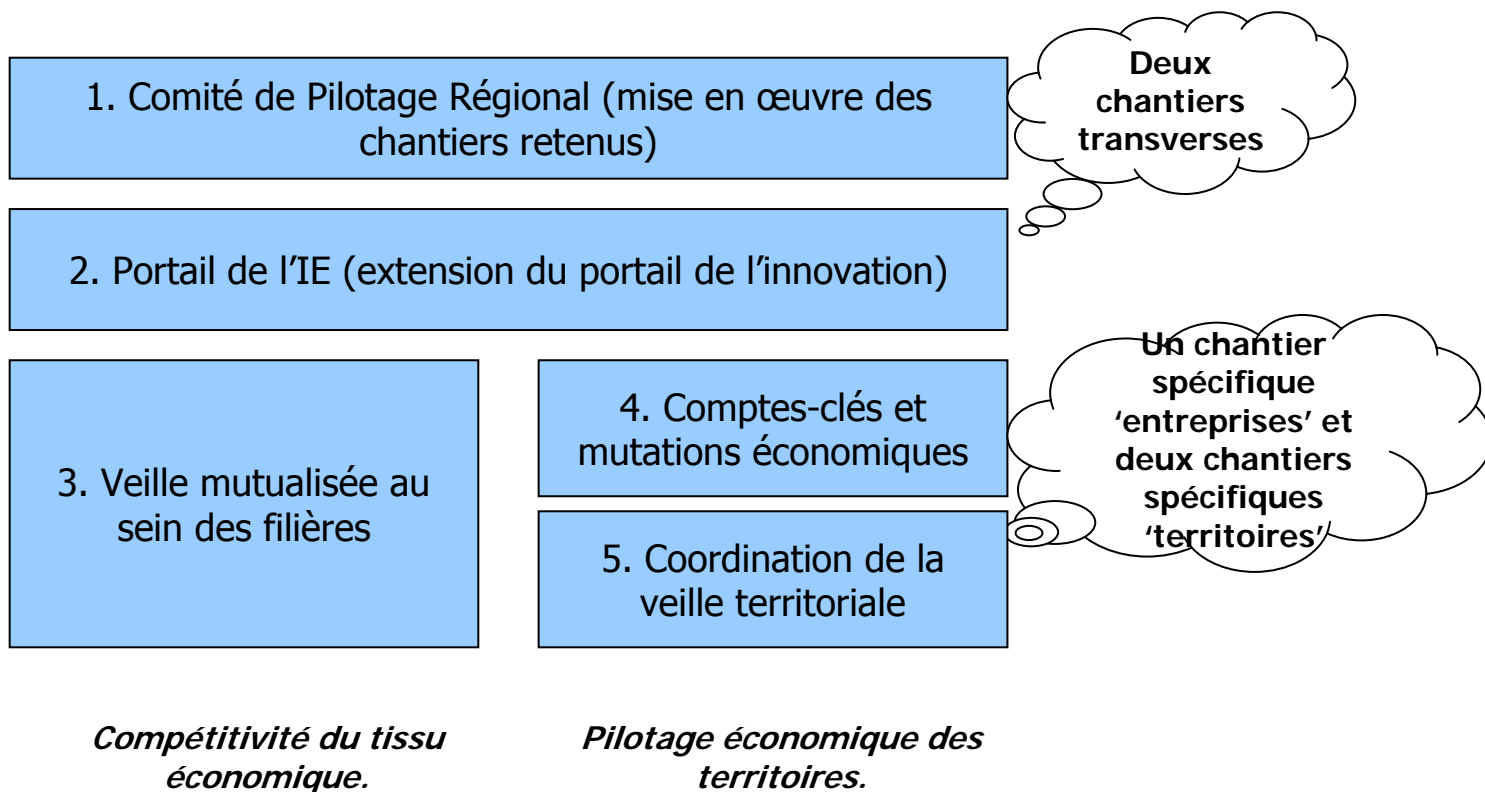 1. Comité de Pilotage Régional (mise en œuvre des
chantiers retenus)
Deux
chantiers
transverses
2. Portail de l’IE (extension du portail de l’innovation)
3. Veille mutualisée au
sein des filières
4. Comptes-clés et
mutations économiques
5. Coordination de la
veille territoriale
Un chantier
spécifique
‘entreprises’ et
deux chantiers
spécifiques
‘territoires’
Compétitivité du tissu
économique.
Pilotage économique des
territoires.